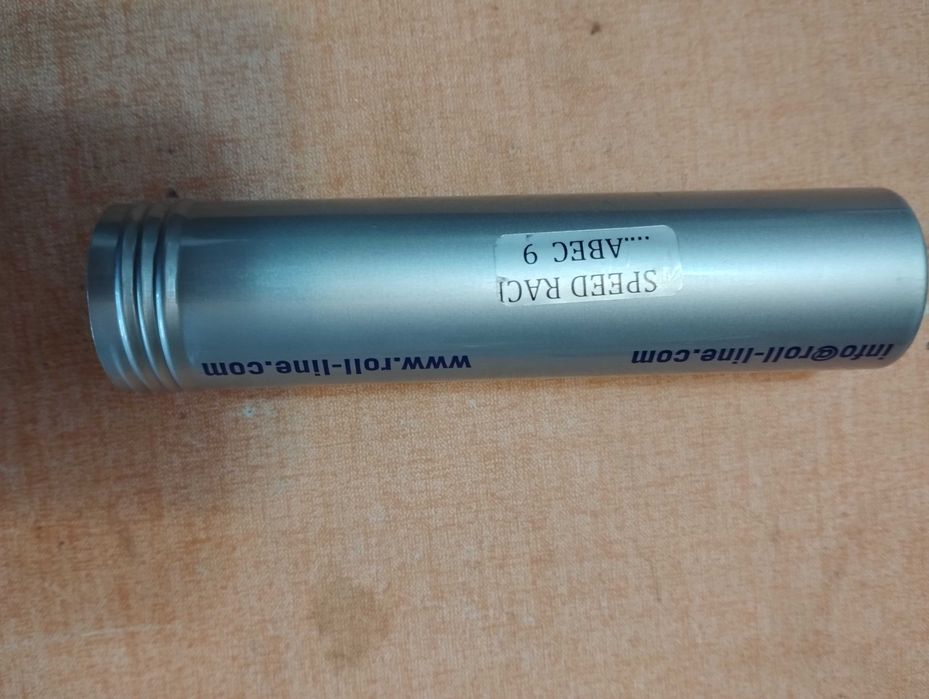 info@roll-line.com www.roll-line.com
SPEED RAC
....ABEC 9